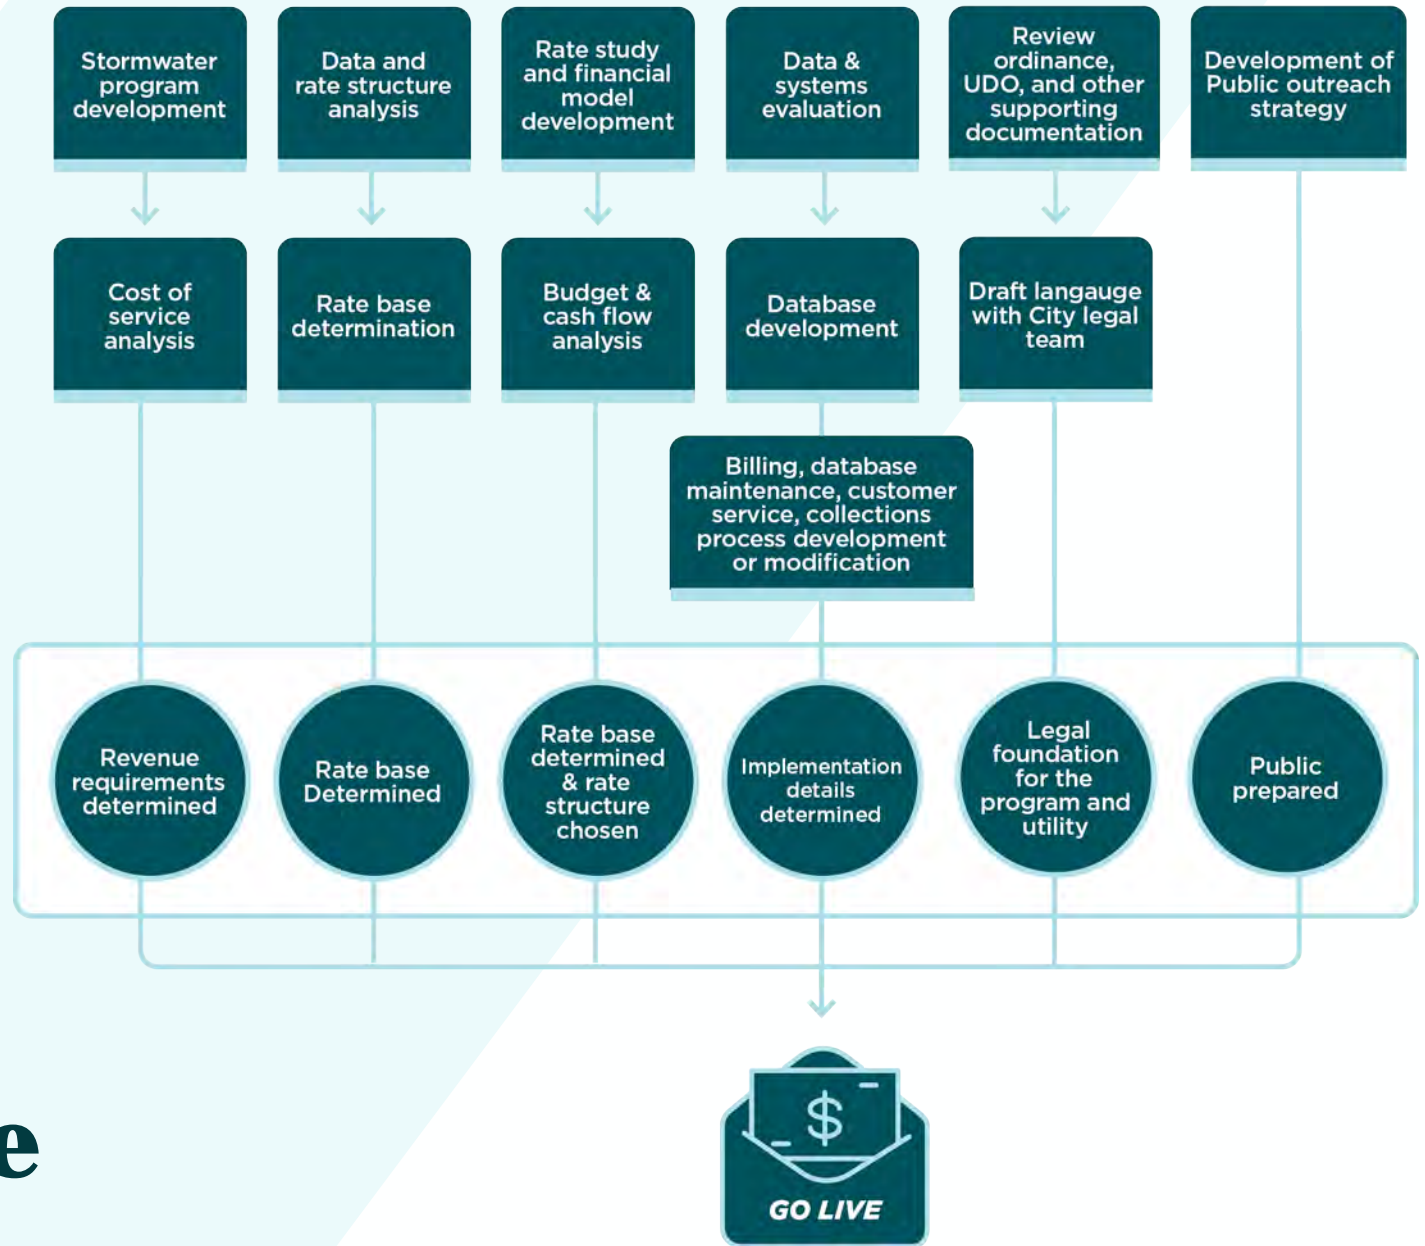 Stormwater
program
development
Data and
rate structure
analysis
Rate study
and financial
model
development
Data &
systems
evaluation
Review
ordinance,
UDO, and other
supporting
documentation
Development of
Public outreach
strategy
Cost of
service
analysis
Rate base
determination
Budget &
cash flow
analysis
Database
development
Draft langauge
with City legal
team
Billing, database
maintenance, customer
service, collections
process development
or modification
Revenue
requirements
determined
Rate base
Determined
Rate base
determined
& rate
structure
chosen
Implementation
details
determined
Legal
foundation
for the
program and
utility
Public
prepared
$
GO LIVE
e